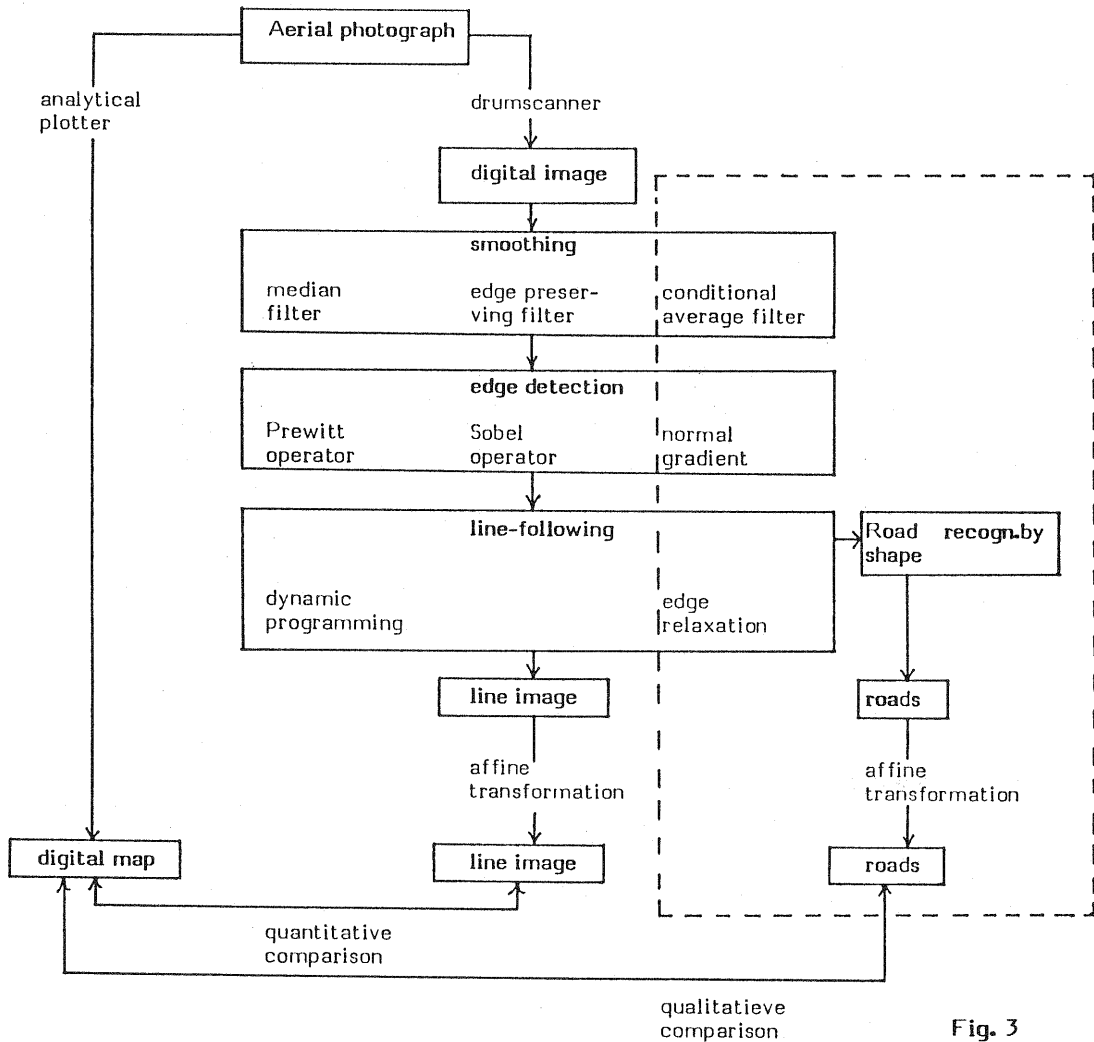 Aerial photograph
analytical
plotter
drumscanner
digital image
smoothing
median
filter
edge preser-
ving filter
conditional
average filter
edge detection
Prewitt
operator
Sobel
operator
normal
gradient
line-following
dynamic
programming
edge
relaxation
Road recogn.by
shape
line image
roads
affine
transformation
affine
transformation
digital map
line image
roads
quantitative
comparison
qualitatieve
comparison
Fig. 3